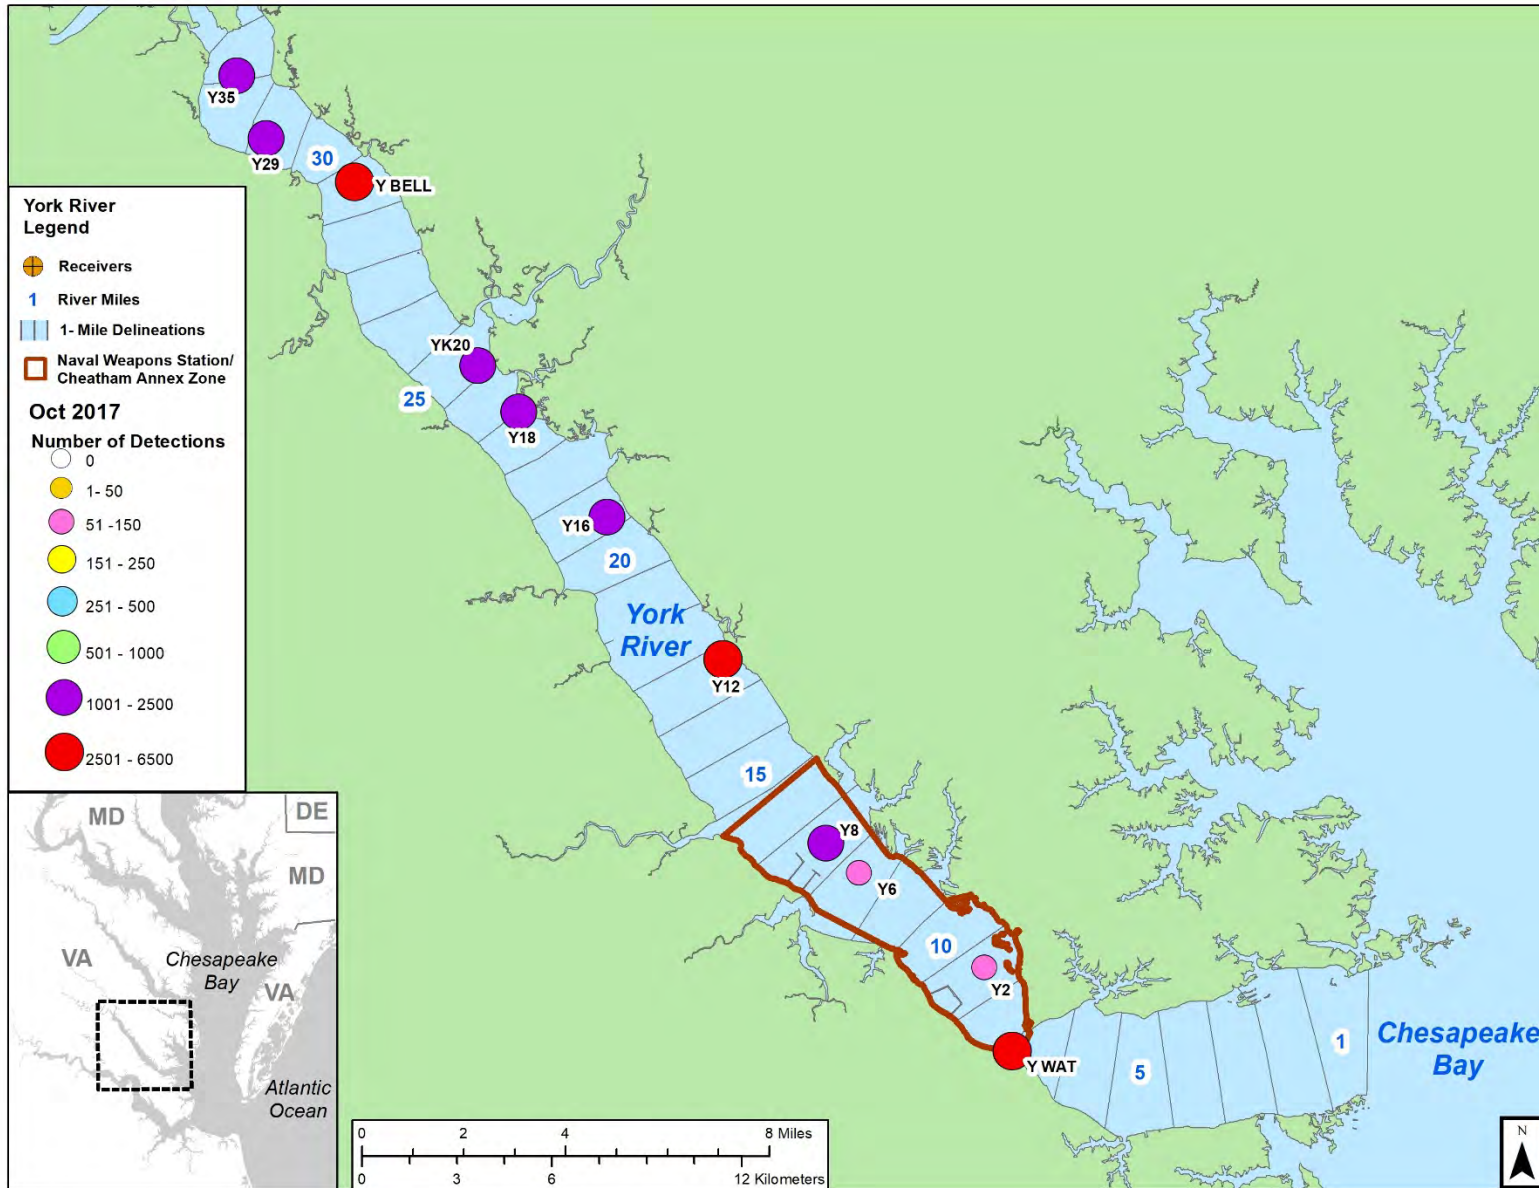 Y35
Y29
30
Y BELL
York River
Legend
Receivers
1 River Miles
1- Mile Delineations
Naval Weapons Station/
Cheatham Annex Zone
Oct 2017
Number of Detections
0
1- 50
51 -150
151 - 250
251 - 500
501 - 1000
1001 - 2500
2501 - 6500
YK20
25
Y18
Y16
20
York
River
Y12
15
Y8
Y6
10
Y2
Y WAT
5
1
Chesapeake
Bay
MD
DE
MD
VA
Chesapeake
Bay
VA
Atlantic
Ocean
0 2 4 8 Miles
0 3 6 12 Kilometers
N